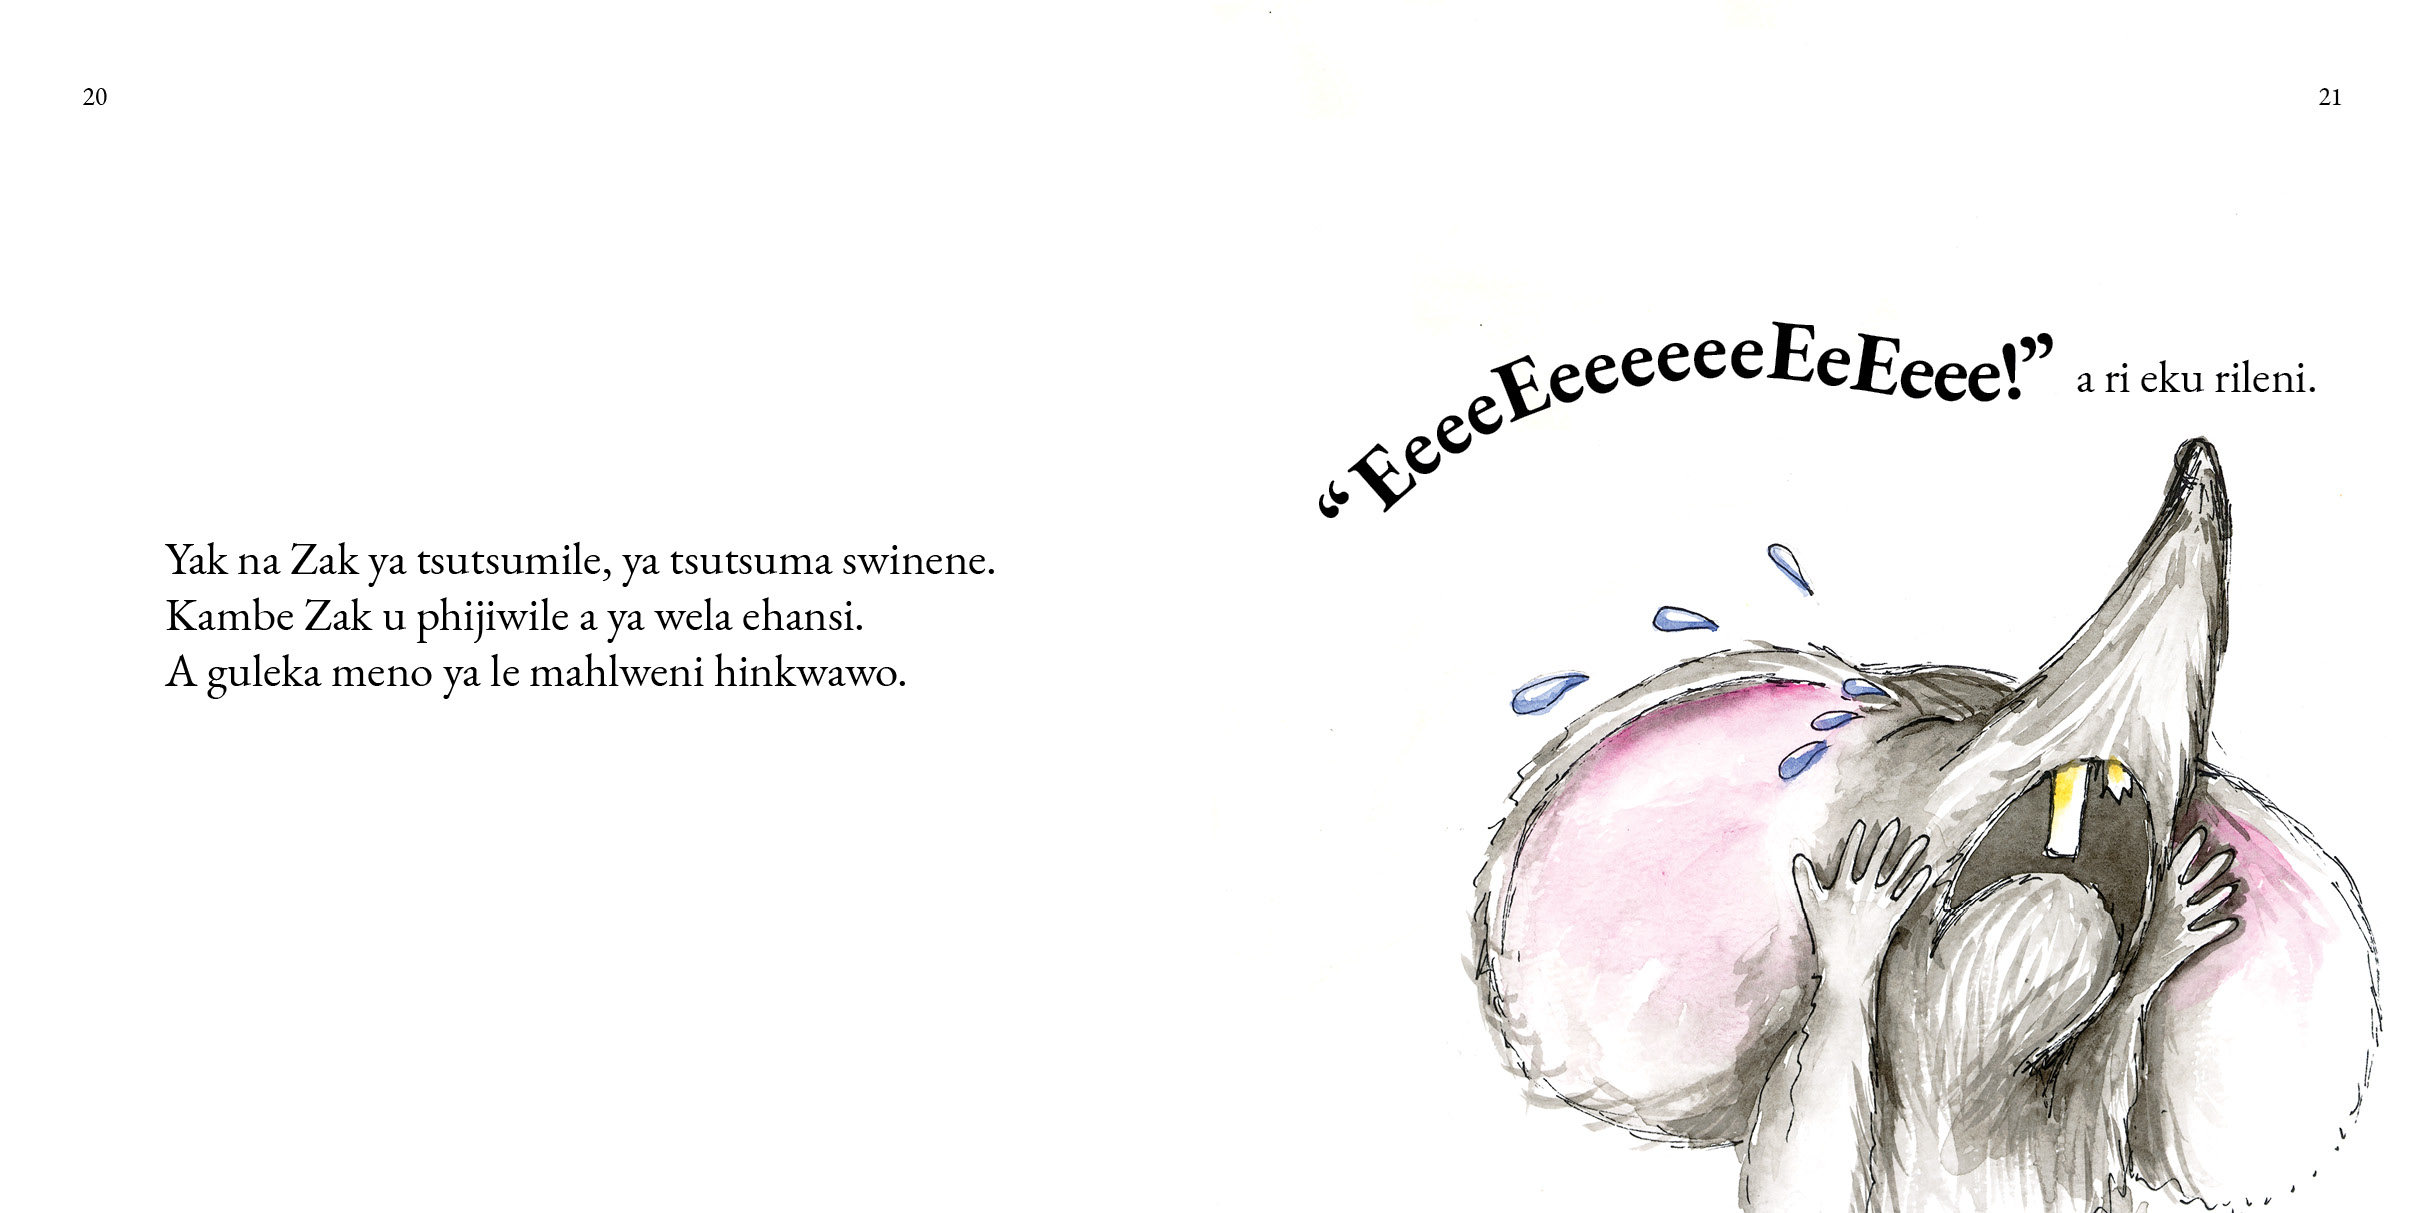 20
Yak na Zak ya tsutsumile, ya tsutsuma swinene.
Kambe Zak u phijiwile a ya wela ehansi.
A guleka meno ya le mahlweni hinkwawo.
21
“EeeeEeeeeeeEeEeee!” a ri eku rileni.